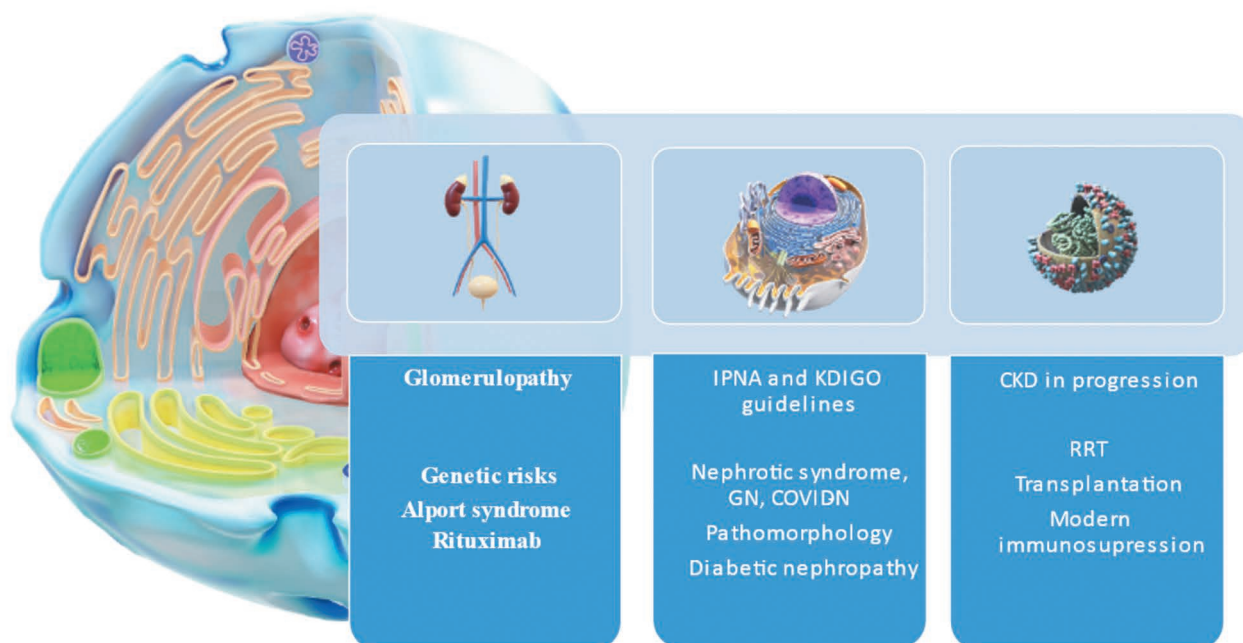 Glomerulopathy
Genetic risks
Alport syndrome
Rituximab
IPNA and KDIGO
guidelines
Nephrotic syndrome,
GN, COVIDN
Pathomorphology
Diabetic nephropathy
CKD in progression
RRT
Transplantation
Modern
immunosupression